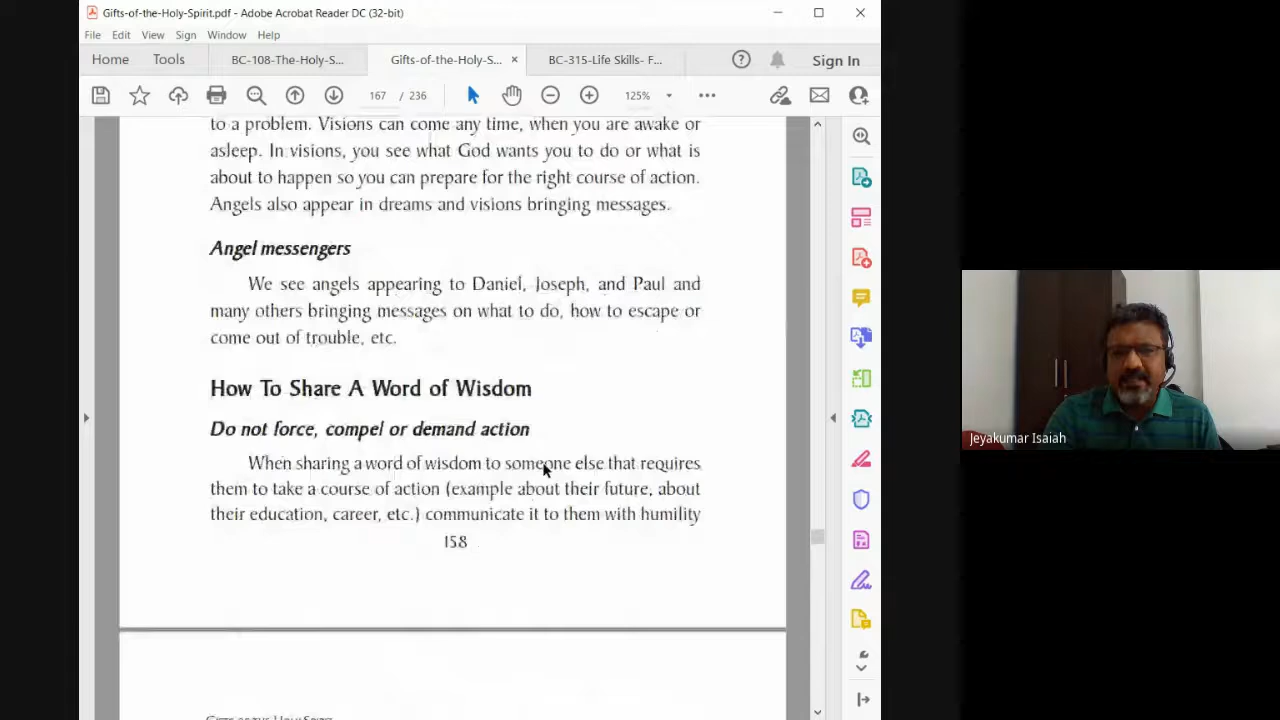 Gifts-of-the-Holy-Spirit.pdf - Adobe Acrobat Reader DC (32-bit)
File Edit View Sign Window Help
Home Tools BC-108-The-Holy-S... Gifts-of-the-Holy-S... × BC-315-Life Skills- F... Sign In
167 / 236 125%
to a problem. Visions can come any time, when you are awake or
asleep. In visions, you see what God wants you to do or what is
about to happen so you can prepare for the right course of action.
Angels also appear in dreams and visions bringing messages.
Angel messengers
We see angels appearing to Daniel, Joseph, and Paul and
many others bringing messages on what to do, how to escape or
come out of trouble, etc.
How To Share A Word of Wisdom
Do not force, compel or demand action
When sharing a word of wisdom to someone else that requires
them to take a course of action (example about their future, about
their education, career, etc.) communicate it to them with humility
158
Gifts of the Holy Spirit
Jeyakumar Isaiah